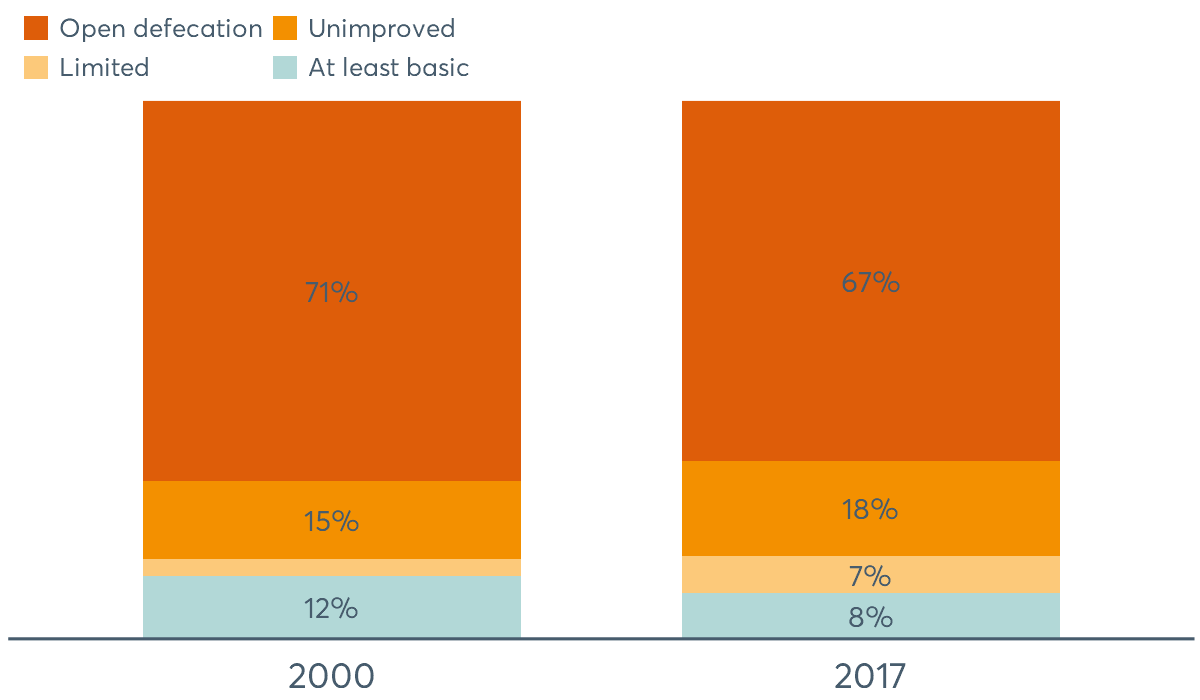 Open defecation Unimproved
Limited At least basic
71% 67%
15% 18%
7%
12% 8%
2000 2017